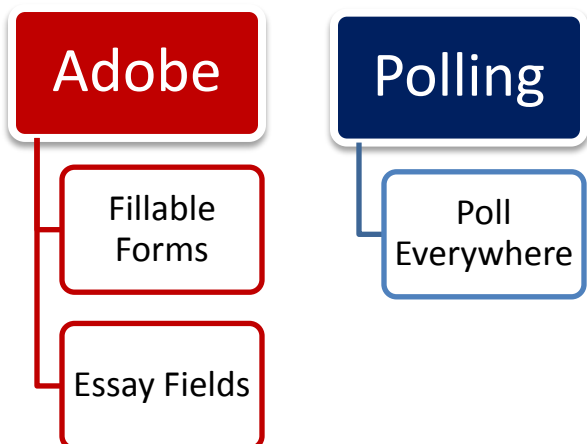 Adobe
Fillable
Forms
Essay Fields
Polling
Poll
Everywhere